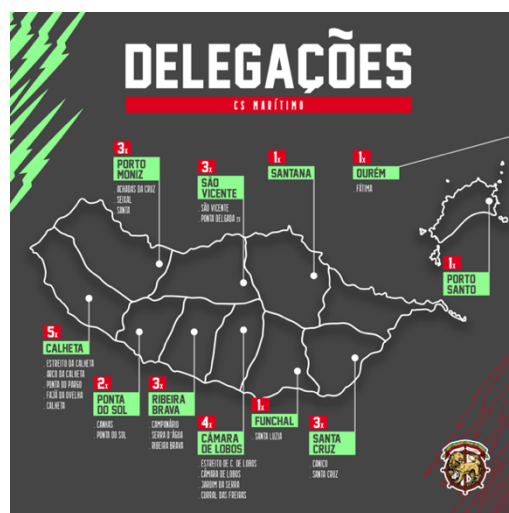 DELEGAÇÕES
CS MARÍTIMO
3x
PORTO
MONIZ
ACHADAS DA CRUZ
SEIXAL
SANTA
3x
SÃO
VICENTE
SÃO VICENTE
. PONTA DELGADA
1x
SANTANA
1x
OURÉM
. FÁTIMA
1x
PORTO
SANTO
5x
CALHETA
. ESTREITO DA CALHETA
. ARCO DA CALHETA
. PONTA DO PARGO
. FAJÃ DA OVELHA
. CALHETA
2x
PONTA
DO SOL
. CANHAS
. PONTA DO SOL
3x
RIBEIRA
BRAVA
. CAMPANÁRIO
. SERRA D'ÁGUA
. RIBEIRA BRAVA
4x
CÂMARA
DE LOBOS
. ESTREITO DE C. DE LOBOS
. CÂMARA DE LOBOS
. JARDIM DA SERRA
. CURRAL DAS FREIRAS
1x
FUNCHAL
SANTA LUZIA
3x
SANTA
CRUZ
CANIÇO
SANTA CRUZ